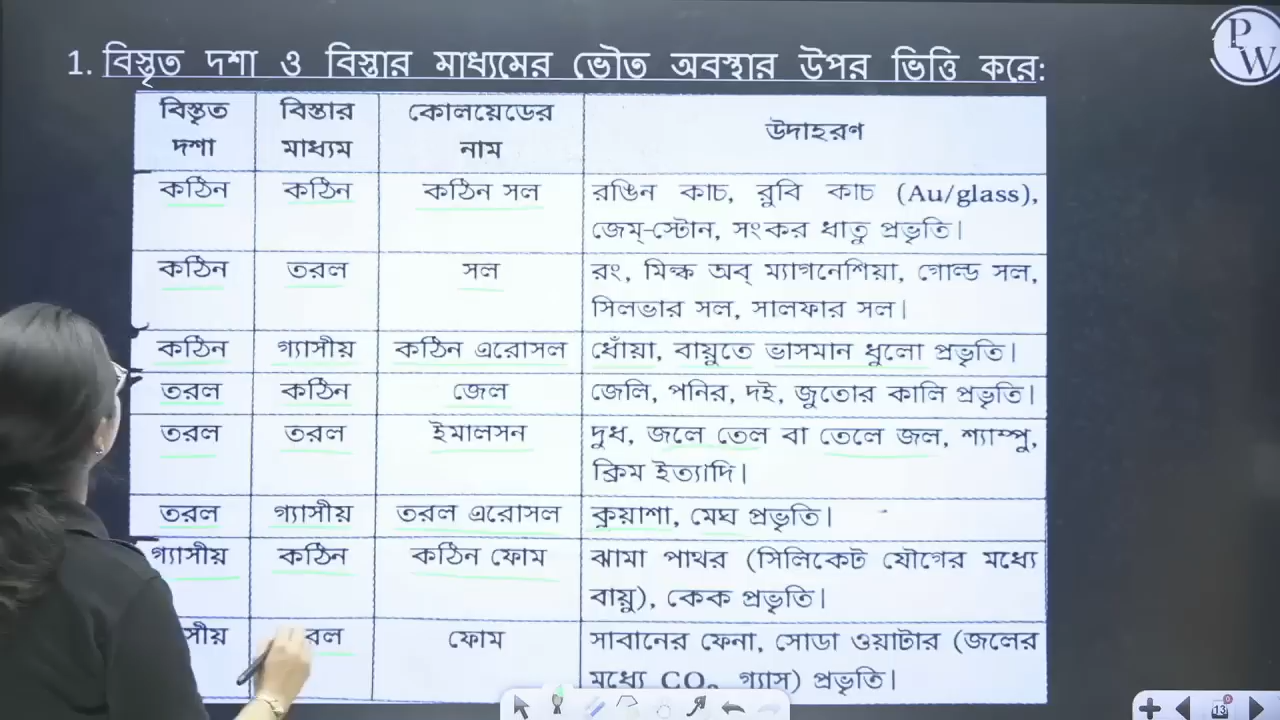 P
W
1. বিস্তৃত দশা ও বিস্তার মাধ্যমের ভৌত অবস্থার উপর ভিত্তি করে:
বিস্তৃত দশা বিস্তার মাধ্যম কোলয়েডের নাম উদাহরণ
কঠিন কঠিন কঠিন সল রঙিন কাচ, রুবি কাচ (Au/glass),
জেম্-স্টোন, সংকর ধাতু প্রভৃতি।
কঠিন তরল সল রং, মিল্ক অব্ ম্যাগনেশিয়া, গোল্ড সল,
সিলভার সল, সালফার সল।
কঠিন গ্যাসীয় কঠিন এরোসল ধোঁয়া, বায়ুতে ভাসমান ধুলো প্রভৃতি।
তরল কঠিন জেল জেলি, পনির, দই, জুতোর কালি প্রভৃতি।
তরল তরল ইমালসন দুধ, জলে তেল বা তেলে জল, শ্যাম্পু,
ক্রিম ইত্যাদি।
তরল গ্যাসীয় তরল এরোসল কুয়াশা, মেঘ প্রভৃতি।
গ্যাসীয় কঠিন কঠিন ফোম ঝামা পাথর (সিলিকেট যৌগের মধ্যে
বায়ু), কেক প্রভৃতি।
ফোম সাবানের ফেনা, সোডা ওয়াটার (জলের
মধ্যে CO₂ গ্যাস) প্রভৃতি।
13